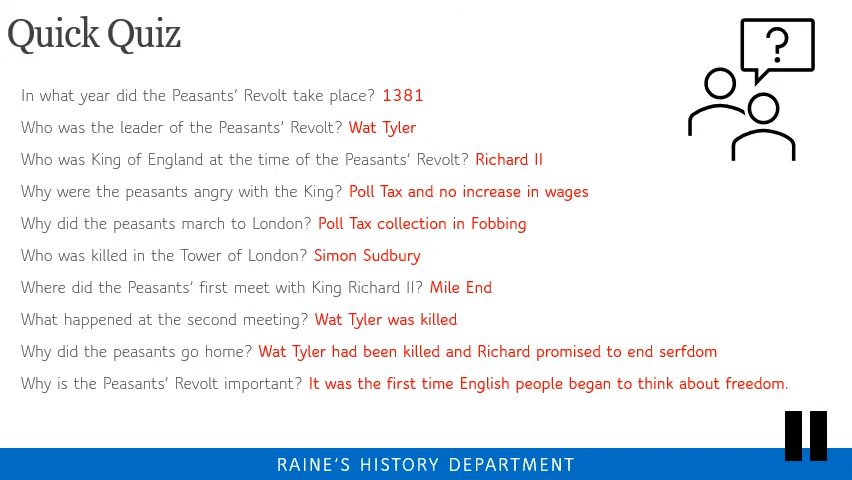 Quick Quiz
?
In what year did the Peasants' Revolt take place? 1381
Who was the leader of the Peasants' Revolt? Wat Tyler
Who was King of England at the time of the Peasants' Revolt? Richard II
Why were the peasants angry with the King? Poll Tax and no increase in wages
Why did the peasants march to London? Poll Tax collection in Fobbing
Who was killed in the Tower of London? Simon Sudbury
Where did the Peasants' first meet with King Richard II? Mile End
What happened at the second meeting? Wat Tyler was killed
Why did the peasants go home? Wat Tyler had been killed and Richard promised to end serfdom
Why is the Peasants' Revolt important? It was the first time English people began to think about freedom.
RAINE'S HISTORY DEPARTMENT